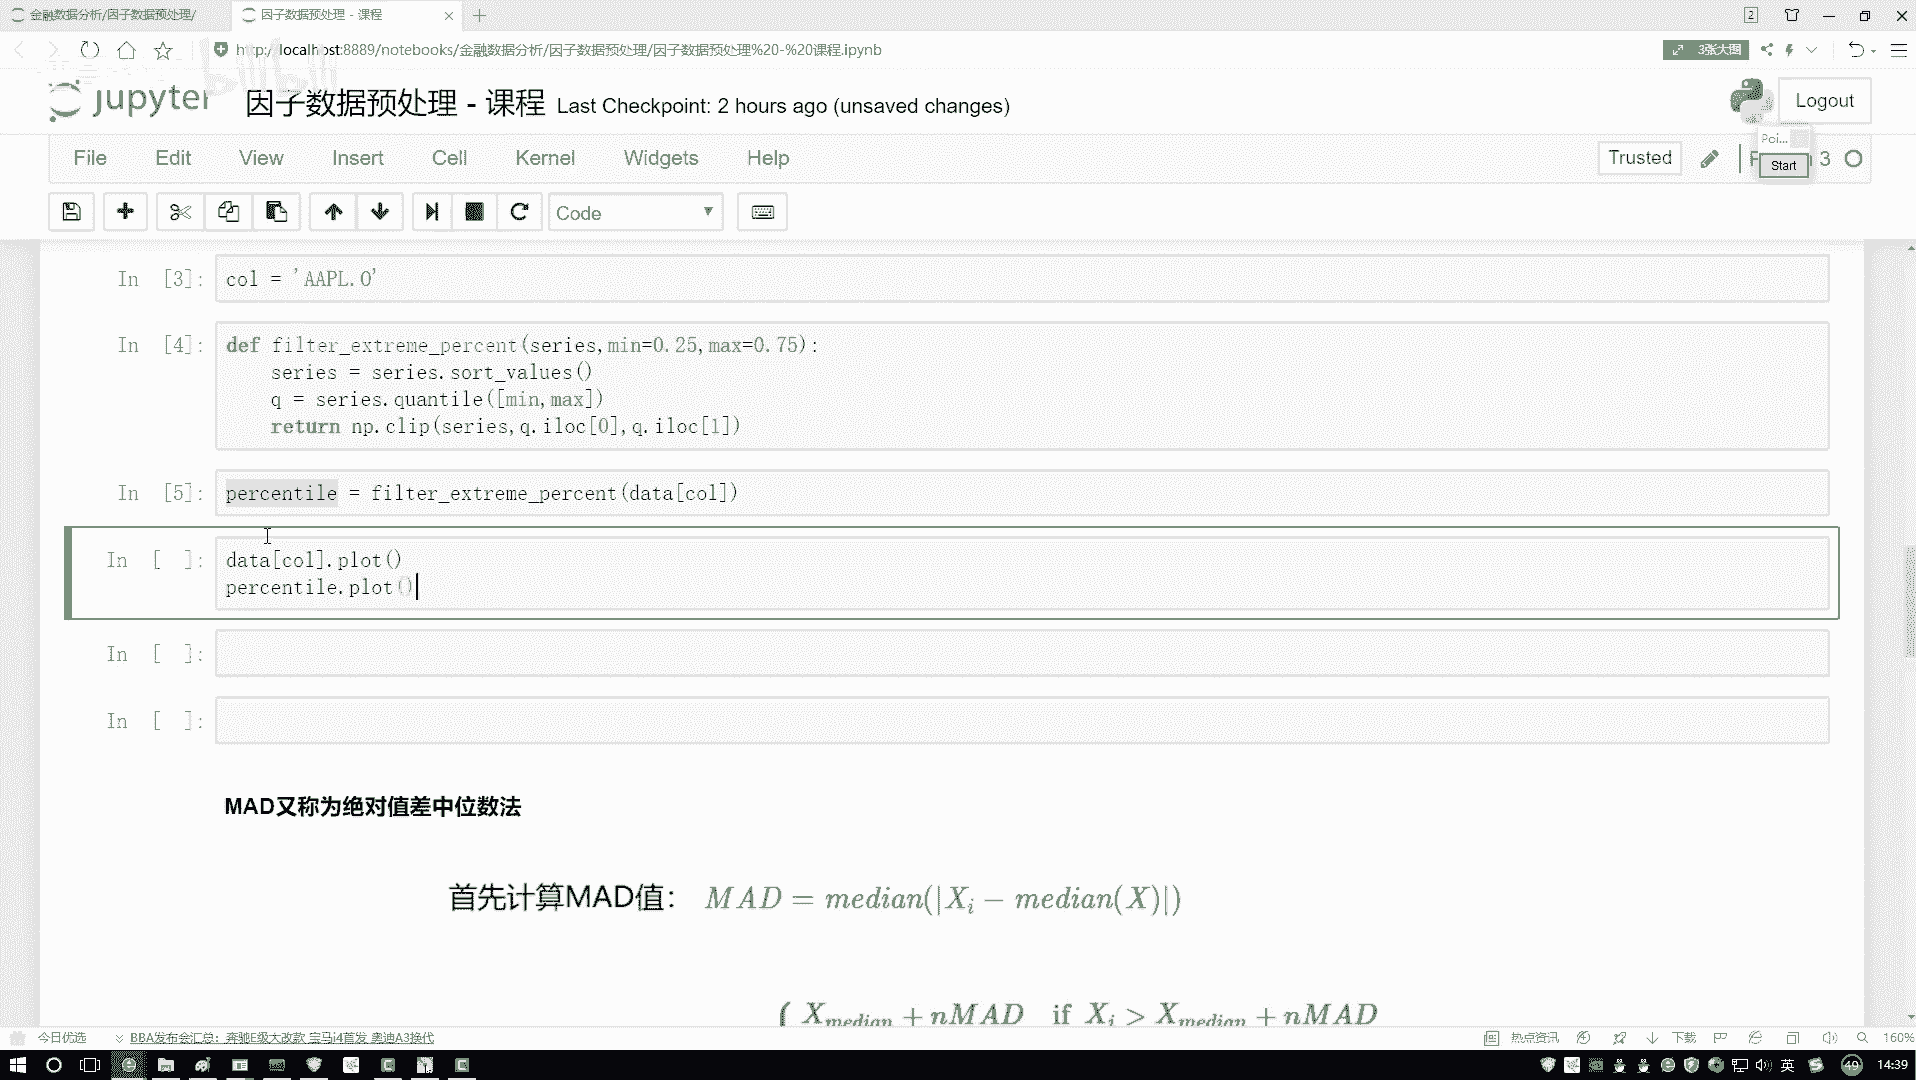 金融数据分析/因子数据预处理/
因子数据预处理 - 课程
2
http://localhost:8889/notebooks/金融数据分析/因子数据预处理/因子数据预处理%20-%20课程.ipynb
3张大图
jupyter
因子数据预处理 - 课程 Last Checkpoint: 2 hours ago (unsaved changes)
Logout
File Edit View Insert Cell Kernel Widgets Help
Trusted
3
Poi...
Start
Code
In [3]: col = 'AAPL.O'
In [4]: def filter_extreme_percent(series,min=0.25,max=0.75):
series = series.sort_values()
q = series.quantile([min,max])
return np.clip(series,q.iloc[0],q.iloc[1])
In [5]: percentile = filter_extreme_percent(data[col])
In [ ]: data[col].plot()
percentile.plot()
In [ ]:
In [ ]:
MAD又称为绝对值差中位数法
首先计算MAD值： MAD = median(|Xi − median(X)|)
Xmedian + nMAD if Xi > Xmedian + nMAD
今日优选
BBA发布会汇总：奔驰E级大改款 宝马i4首发 奥迪A3换代
热点资讯
下载
160%
英
49
14:39